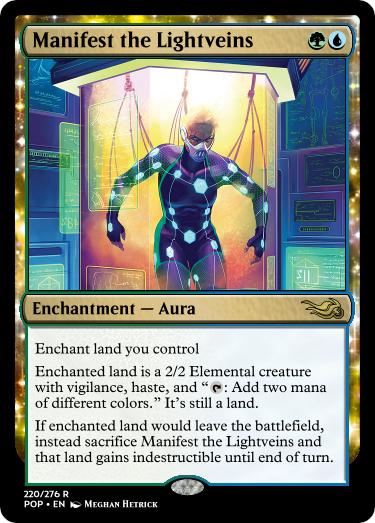 Manifest the Lightveins
Enchantment — Aura
Enchant land you control
Enchanted land is a 2/2 Elemental creature
with vigilance, haste, and “: Add two mana
of different colors.” It’s still a land.
If enchanted land would leave the battlefield,
instead sacrifice Manifest the Lightveins and
that land gains indestructible until end of turn.
220/276 R
POP • EN Meghan Hetrick